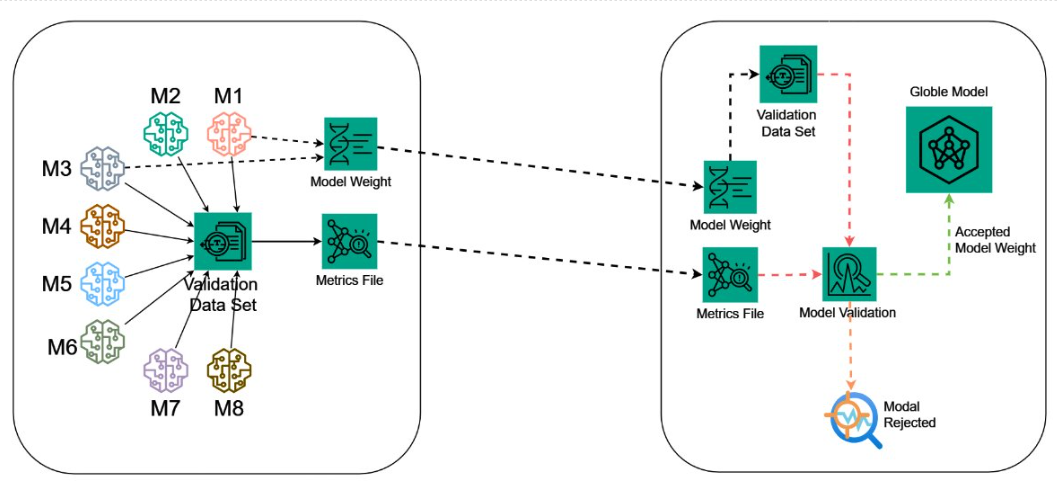 M2
M1
M3
Model Weight
M4
M5
Validation
Data Set
Metrics File
M6
M7
M8
Validation
Data Set
Globle Model
Model Weight
Accepted
Model Weight
Metrics File
Model Validation
Modal
Rejected